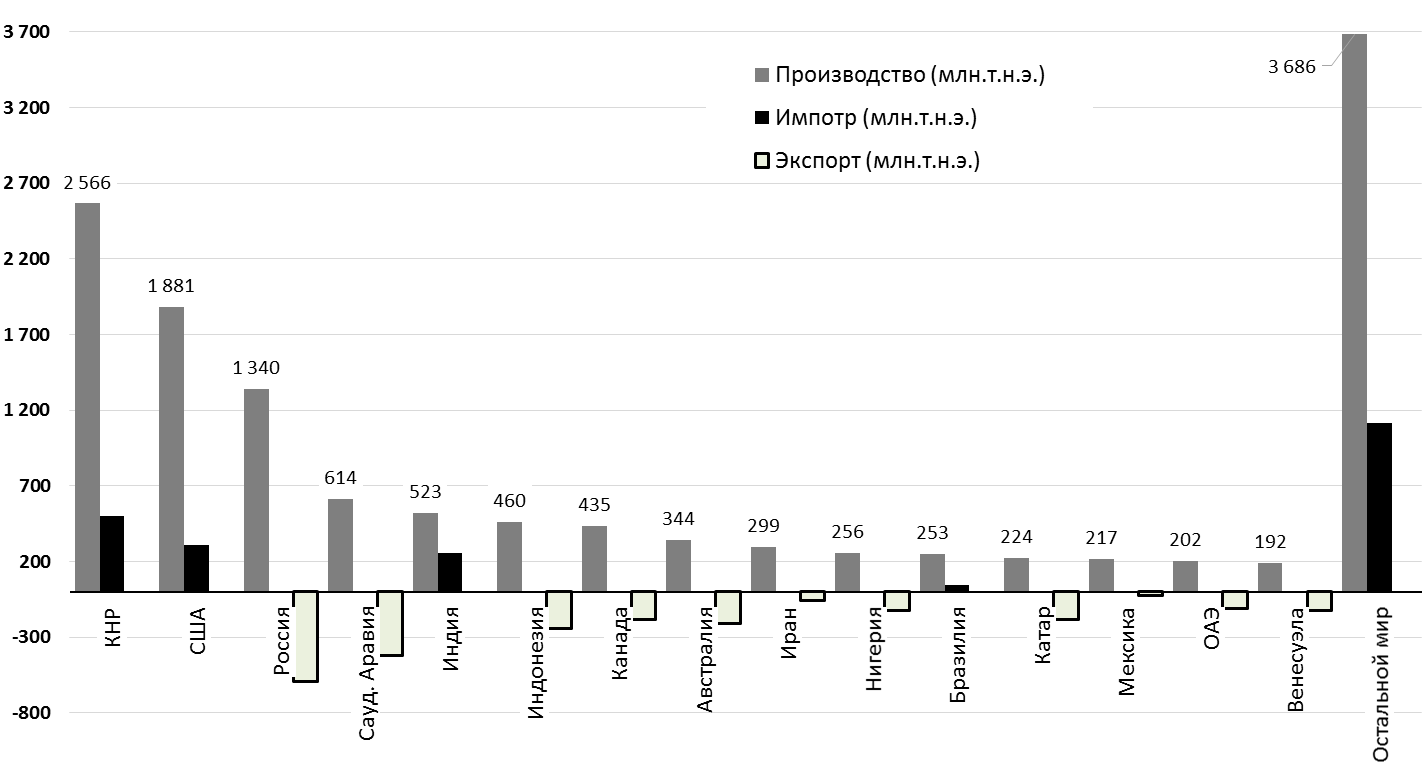 3 700
3 200
2 700
2 200
1 700
1 200
700
200
-300
-800
Производство (млн.т.н.э.)
Импотр (млн.т.н.э.)
Экспорт (млн.т.н.э.)
2 566
1 881
1 340
614
523
460
435
344
299
256
253
224
217
202
192
3 686
КНР
США
Россия
Сауд. Аравия
Индия
Индонезия
Канада
Австралия
Иран
Нигерия
Бразилия
Катар
Мексика
ОАЭ
Венесуэла
Остальной мир